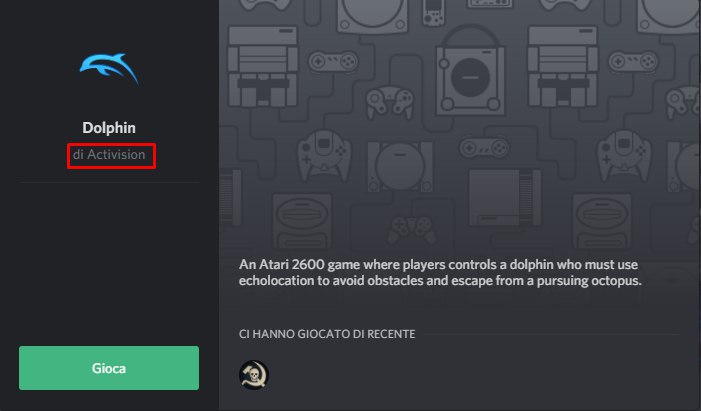 Dolphin
di Activision
An Atari 2600 game where players controls a dolphin who must use
echolocation to avoid obstacles and escape from a pursuing octopus.
CI HANNO GIOCATO DI RECENTE
Gioca